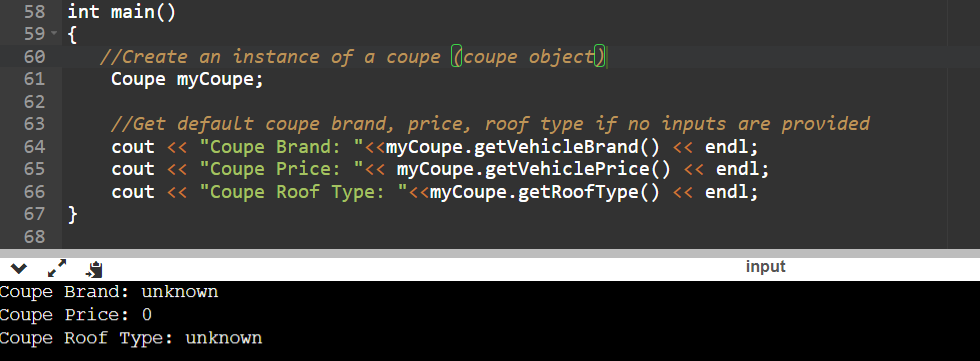 58 int main()
59 {
60 //Create an instance of a coupe (coupe object)
61 Coupe myCoupe;
62
63 //Get default coupe brand, price, roof type if no inputs are provided
64 cout << "Coupe Brand: "<<myCoupe.getVehicleBrand() << endl;
65 cout << "Coupe Price: "<< myCoupe.getVehiclePrice() << endl;
66 cout << "Coupe Roof Type: "<<myCoupe.getRoofType() << endl;
67 }
68
input
Coupe Brand: unknown
Coupe Price: 0
Coupe Roof Type: unknown